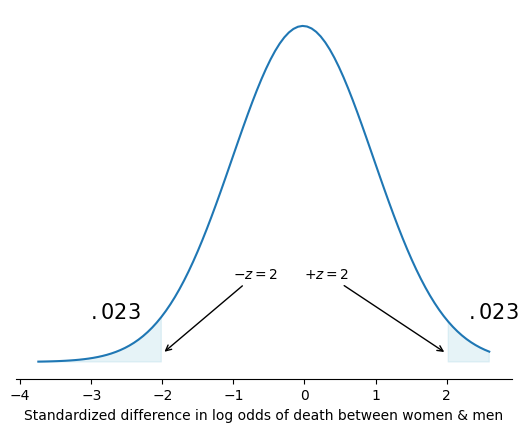 −z = 2
+z = 2
.023
.023
−4 −3 −2 −1 0 1 2
Standardized difference in log odds of death between women & men